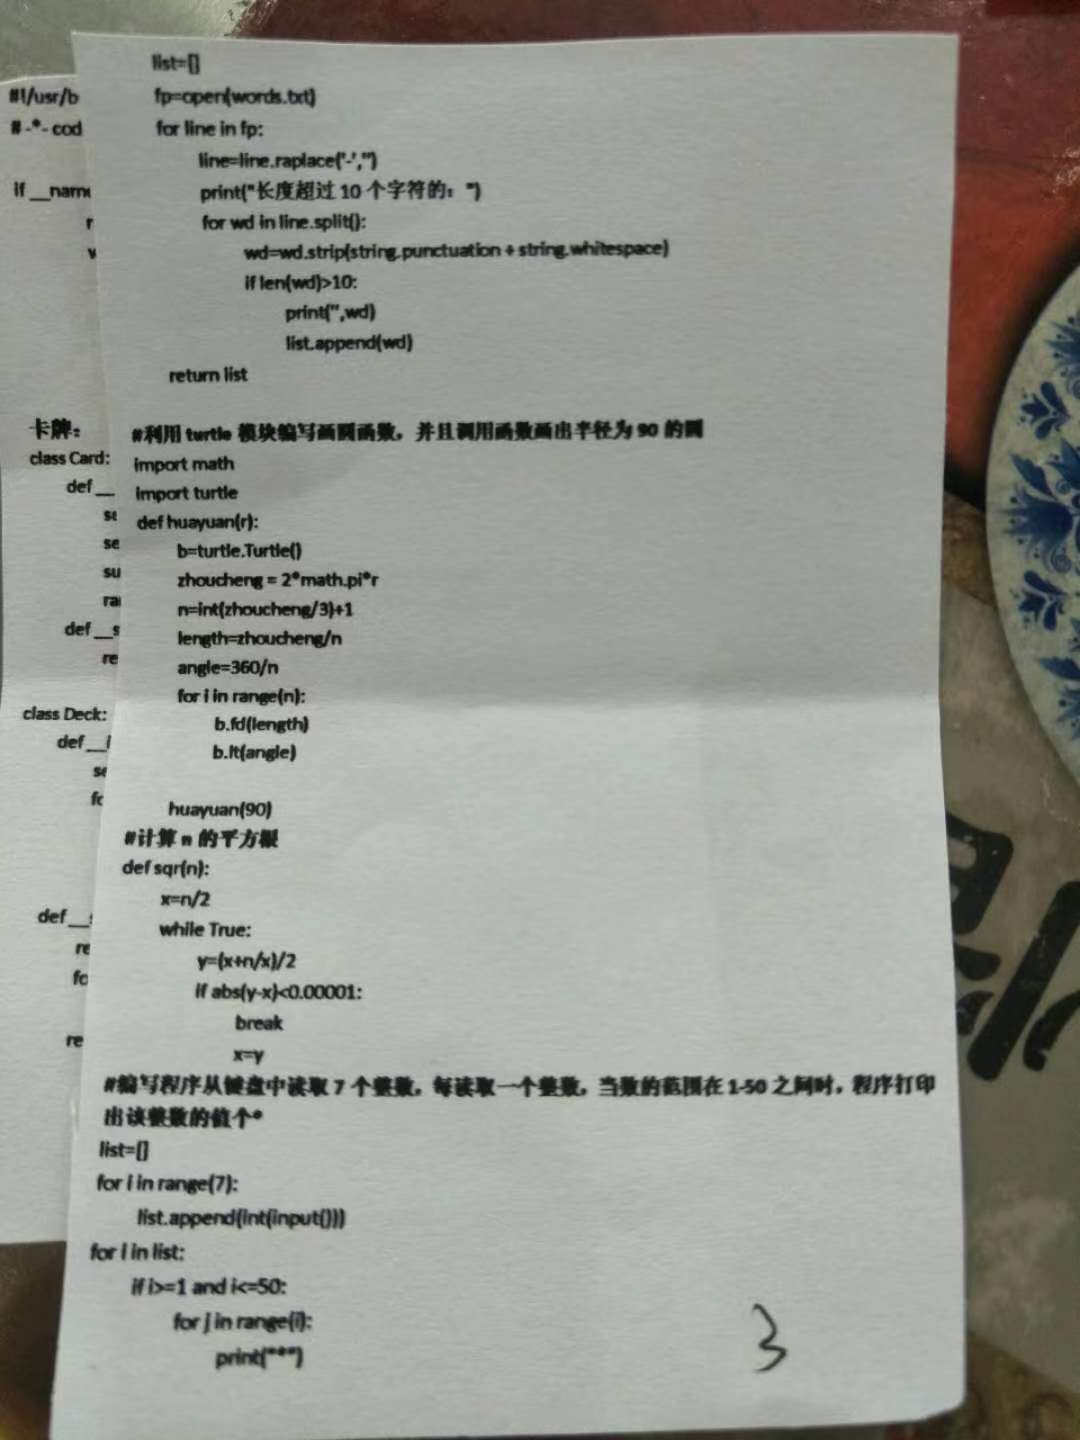 list=[]
fp=open(words.txt)
for line in fp:
line=line.raplace('-','')
print("长度超过 10 个字符的：")
for wd in line.split():
wd=wd.strip(string.punctuation + string.whitespace)
if len(wd)>10:
print('',wd)
list.append(wd)
return list
#利用 turtle 模块编写画圆函数，并且调用函数画出半径为 90 的圆
import math
import turtle
def huayuan(r):
b=turtle.Turtle()
zhoucheng = 2*math.pi*r
n=int(zhoucheng/3)+1
length=zhoucheng/n
angle=360/n
for i in range(n):
b.fd(length)
b.lt(angle)
huayuan(90)
#计算 n 的平方根
def sqr(n):
x=n/2
while True:
y=(x+n/x)/2
if abs(y-x)<0.00001:
break
x=y
#编写程序从键盘中读取 7 个整数，每读取一个整数，当数的范围在 1-50 之间时，程序打印
出该整数的值个*
list=[]
for i in range(7):
list.append(int(input()))
for i in list:
if i>=1 and i<=50:
for j in range(i):
print("*")
3
#!/usr/b
# -*- cod
if __name
卡牌：
class Card:
def __
se
su
ra
def __s
re
class Deck:
def __i
se
fo
def __s
re
fo
re